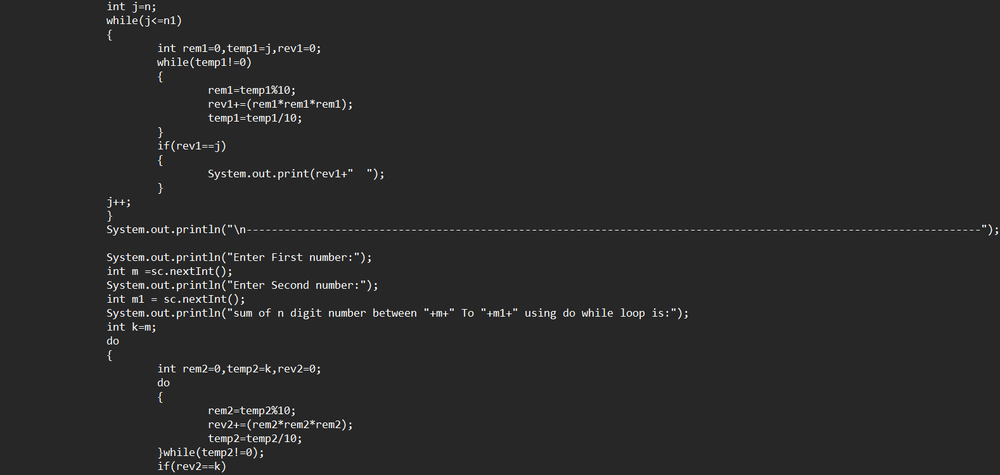 int j=n;
while(j<=n1)
{
int rem1=0,temp1=j,rev1=0;
while(temp1!=0)
{
rem1=temp1%10;
rev1+=(rem1*rem1*rem1);
temp1=temp1/10;
}
if(rev1==j)
{
System.out.print(rev1+"  ");
}
j++;
}
System.out.println("\n--------------------------------------------------------------------------------------------------------------------");
System.out.println("Enter First number:");
int m =sc.nextInt();
System.out.println("Enter Second number:");
int m1 = sc.nextInt();
System.out.println("sum of n digit number between "+m+" To "+m1+" using do while loop is:");
int k=m;
do
{
int rem2=0,temp2=k,rev2=0;
do
{
rem2=temp2%10;
rev2+=(rem2*rem2*rem2);
temp2=temp2/10;
}while(temp2!=0);
if(rev2==k)